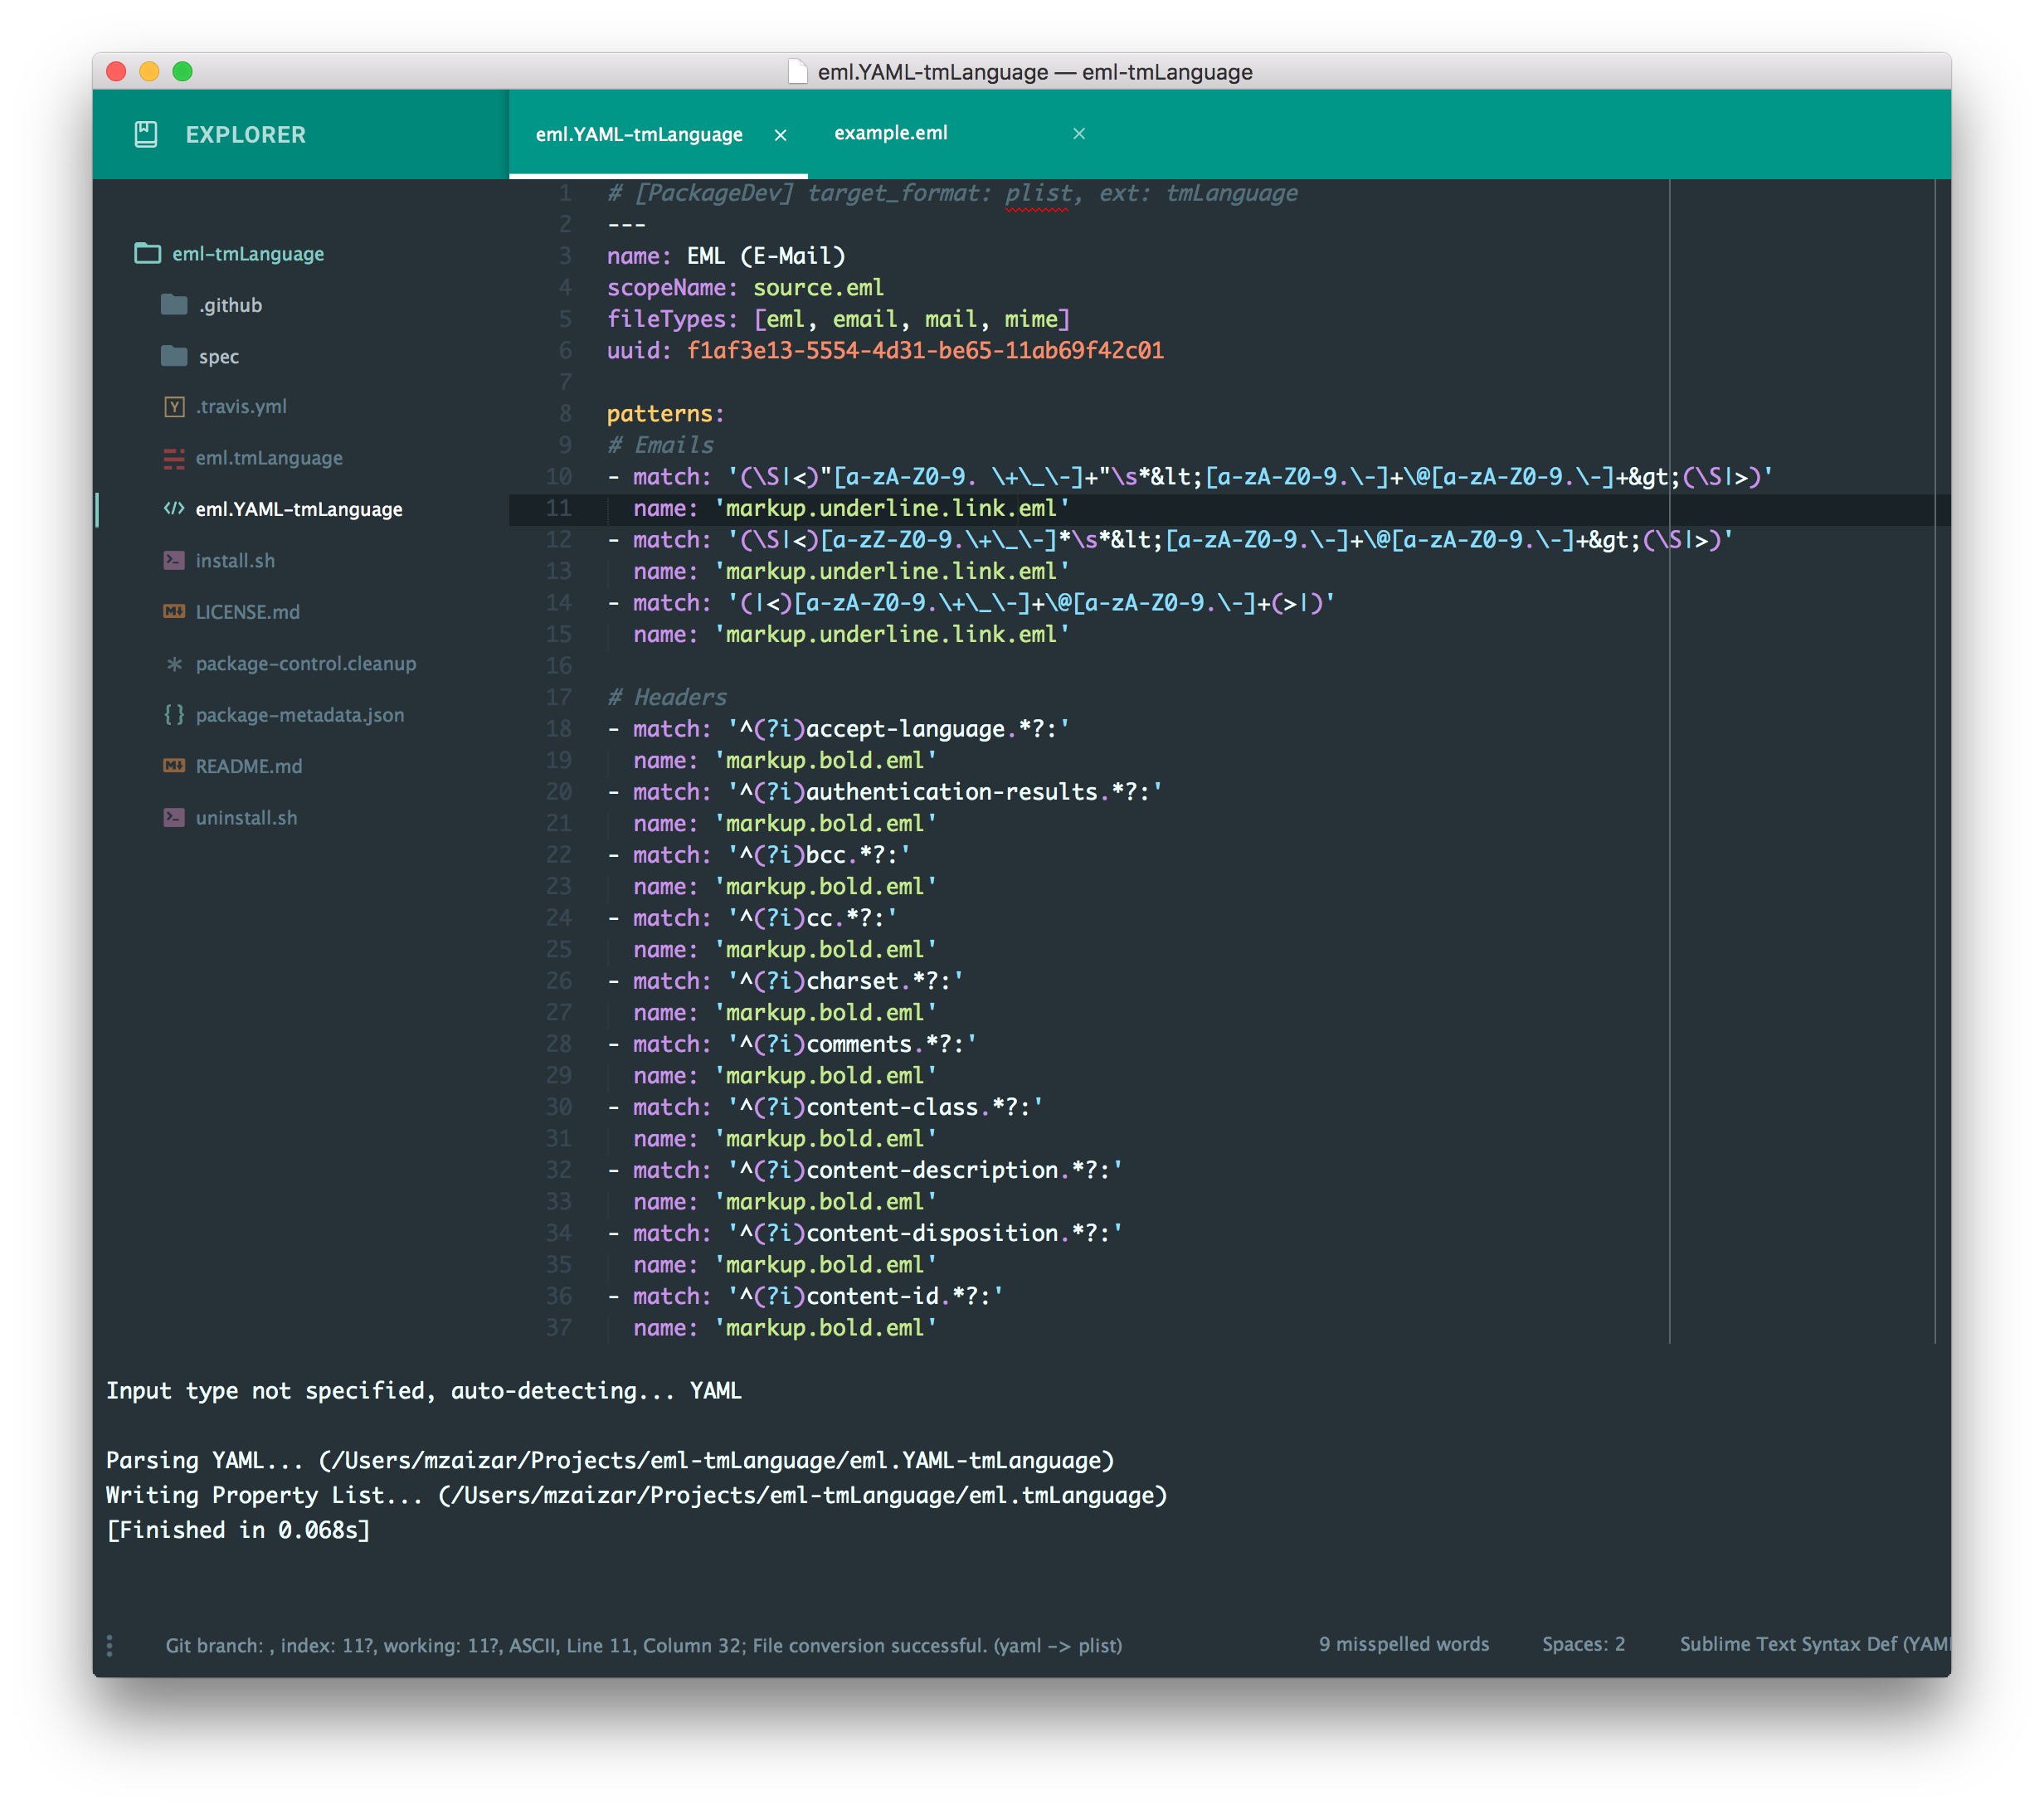 eml.YAML-tmLanguage — eml-tmLanguage
EXPLORER
eml.YAML-tmLanguage ×
example.eml ×
eml-tmLanguage
.github
spec
.travis.yml
eml.tmLanguage
eml.YAML-tmLanguage
install.sh
LICENSE.md
package-control.cleanup
package-metadata.json
README.md
uninstall.sh
1 # [PackageDev] target_format: plist, ext: tmLanguage
2 ---
3 name: EML (E-Mail)
4 scopeName: source.eml
5 fileTypes: [eml, email, mail, mime]
6 uuid: f1af3e13-5554-4d31-be65-11ab69f42c01
7
8 patterns:
9 # Emails
10 - match: '(\S|<)"[a-zA-Z0-9. \+\_\-]+"\s*&lt;[a-zA-Z0-9.\-]+\@[a-zA-Z0-9.\-]+&gt;(\S|>)'
11 name: 'markup.underline.link.eml'
12 - match: '(\S|<)[a-zZ-Z0-9.\+\_\-]*\s*&lt;[a-zA-Z0-9.\-]+\@[a-zA-Z0-9.\-]+&gt;(\S|>)'
13 name: 'markup.underline.link.eml'
14 - match: '(|<)[a-zA-Z0-9.\+\_\-]+\@[a-zA-Z0-9.\-]+(>|)'
15 name: 'markup.underline.link.eml'
16
17 # Headers
18 - match: '^(?i)accept-language.*?:'
19 name: 'markup.bold.eml'
20 - match: '^(?i)authentication-results.*?:'
21 name: 'markup.bold.eml'
22 - match: '^(?i)bcc.*?:'
23 name: 'markup.bold.eml'
24 - match: '^(?i)cc.*?:'
25 name: 'markup.bold.eml'
26 - match: '^(?i)charset.*?:'
27 name: 'markup.bold.eml'
28 - match: '^(?i)comments.*?:'
29 name: 'markup.bold.eml'
30 - match: '^(?i)content-class.*?:'
31 name: 'markup.bold.eml'
32 - match: '^(?i)content-description.*?:'
33 name: 'markup.bold.eml'
34 - match: '^(?i)content-disposition.*?:'
35 name: 'markup.bold.eml'
36 - match: '^(?i)content-id.*?:'
37 name: 'markup.bold.eml'
Input type not specified, auto-detecting... YAML
Parsing YAML... (/Users/mzaizar/Projects/eml-tmLanguage/eml.YAML-tmLanguage)
Writing Property List... (/Users/mzaizar/Projects/eml-tmLanguage/eml.tmLanguage)
[Finished in 0.068s]
Git branch: , index: 11?, working: 11?, ASCII, Line 11, Column 32; File conversion successful. (yaml -> plist)
9 misspelled words
Spaces: 2
Sublime Text Syntax Def (YAM